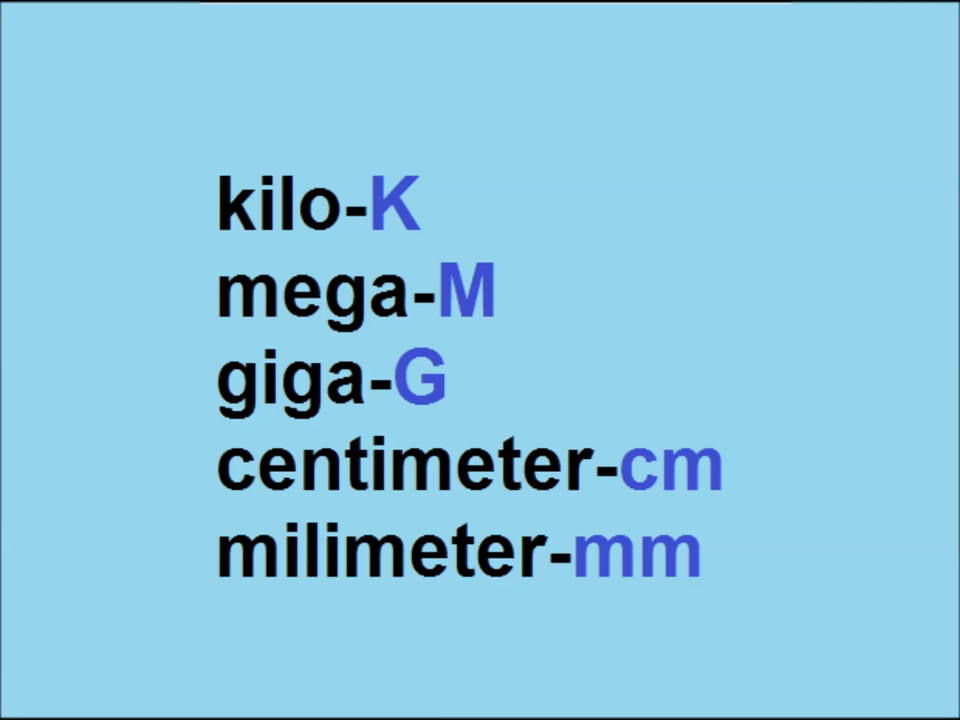 kilo-K
mega-M
giga-G
centimeter-cm
milimeter-mm